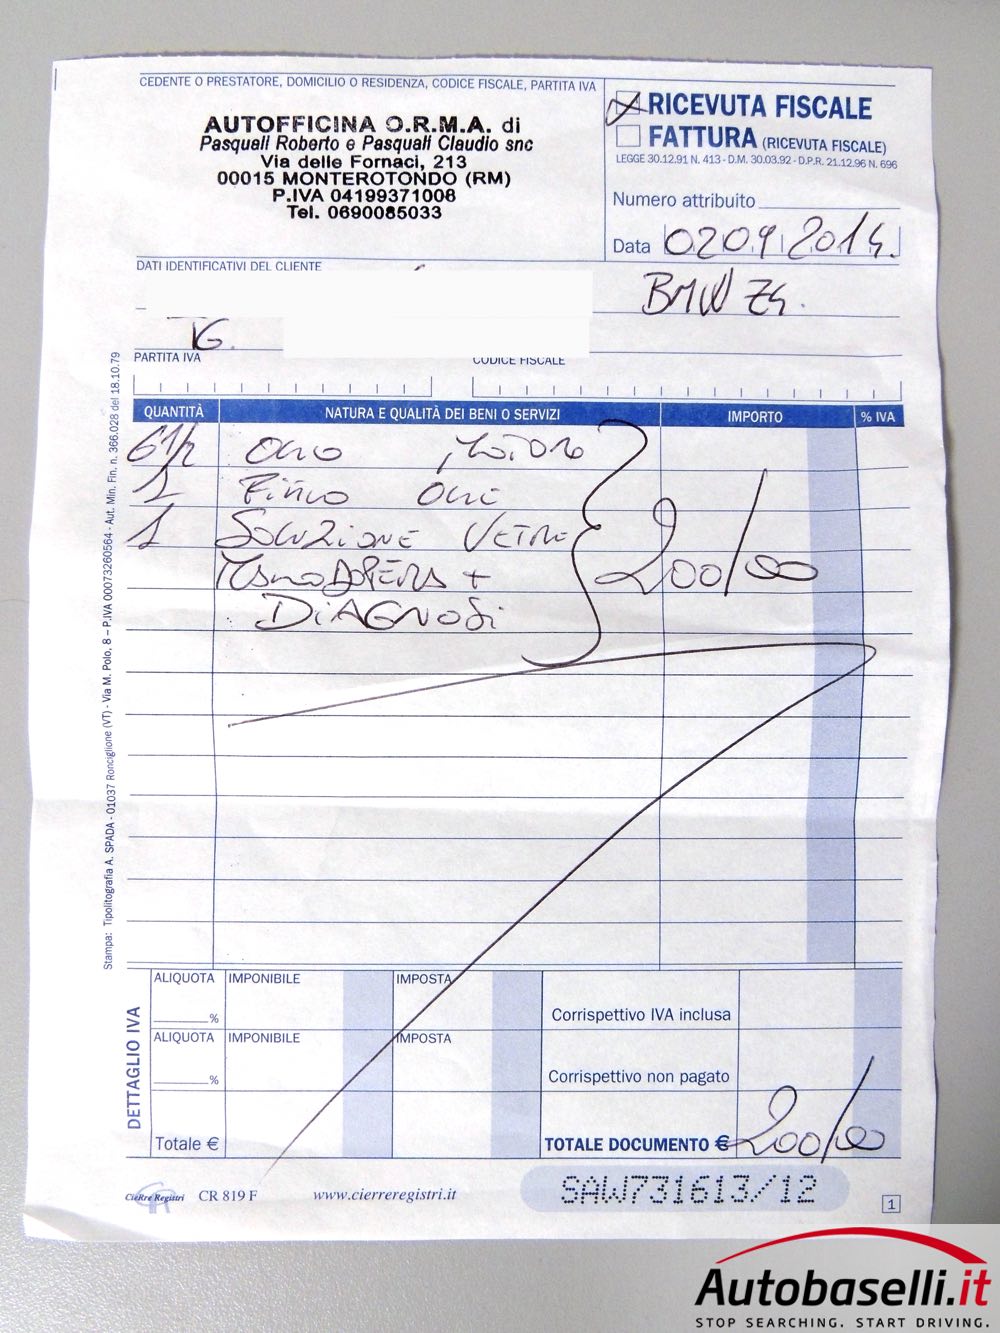 CEDENTE O PRESTATORE, DOMICILIO O RESIDENZA, CODICE FISCALE, PARTITA IVA
AUTOFFICINA O.R.M.A. di
Pasquali Roberto e Pasquali Claudio snc
Via delle Fornaci, 213
00015 MONTEROTONDO (RM)
P.IVA 04199371008
Tel. 0690085033
RICEVUTA FISCALE
FATTURA (RICEVUTA FISCALE)
LEGGE 30.12.91 N. 413 - D.M. 30.03.92 - D.P.R. 21.12.96 N. 696
Numero attribuito
Data 02091 2014.
DATI IDENTIFICATIVI DEL CLIENTE
BMW Z4.
TG.
PARTITA IVA
CODICE FISCALE
QUANTITÀ NATURA E QUALITÀ DEI BENI O SERVIZI IMPORTO % IVA
6 1/2 OLIO MOTORE
1 FILTRO OLIO
1 SOLUZIONE VETRI
MANODOPERA +
DIAGNOSI
200/00
ALIQUOTA IMPONIBILE IMPOSTA
% Corrispettivo IVA inclusa
ALIQUOTA IMPONIBILE IMPOSTA
% Corrispettivo non pagato
DETTAGLIO IVA
Totale € TOTALE DOCUMENTO € 200/00
CieRre Registri CR 819 F www.cierreregistri.it SAW731613/12 1
Stampa: Tipolitografia A. SPADA - 01037 Ronciglione (VT) - Via M. Polo, 8 – P.IVA 00073260564 - Aut. Min. Fin. n. 366.028 del 18.10.79
Autobaselli.it
STOP SEARCHING. START DRIVING.